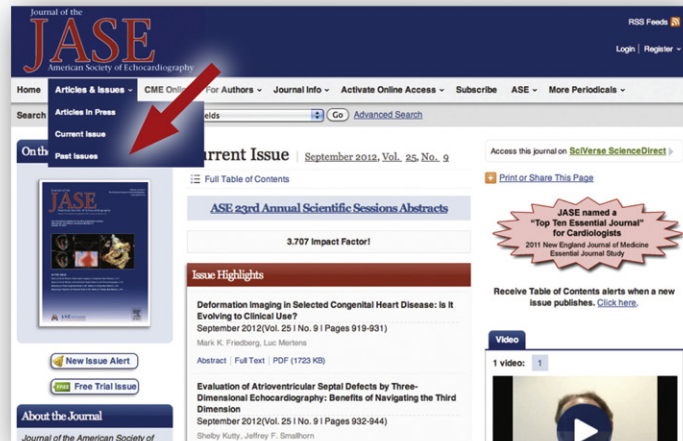 Journal of the
JASE
American Society of Echocardiography
RSS Feeds
Login | Register
Home Articles & Issues CME Onli For Authors Journal Info Activate Online Access Subscribe ASE More Periodicals
Search elds Go Advanced Search
Articles In Press
Current Issue
Past Issues
On th
JASE
rrent Issue | September 2012, Vol. 25, No. 9
Full Table of Contents
ASE 23rd Annual Scientific Sessions Abstracts
3.707 Impact Factor!
Issue Highlights
Deformation Imaging in Selected Congenital Heart Disease: Is It
Evolving to Clinical Use?
September 2012(Vol. 25 | No. 9 | Pages 919-931)
Mark K. Friedberg, Luc Mertens
Abstract | Full Text | PDF (1723 KB)
Evaluation of Atrioventricular Septal Defects by Three-
Dimensional Echocardiography: Benefits of Navigating the Third
Dimension
September 2012(Vol. 25 | No. 9 | Pages 932-944)
Shelby Kutty, Jeffrey F. Smallhorn
New Issue Alert
FREE Free Trial Issue
About the Journal
Journal of the American Society of
Access this journal on SciVerse ScienceDirect
Print or Share This Page
JASE named a
"Top Ten Essential Journal"
for Cardiologists
2011 New England Journal of Medicine
Essential Journal Study
Receive Table of Contents alerts when a new
issue publishes. Click here.
Video
1 video: 1